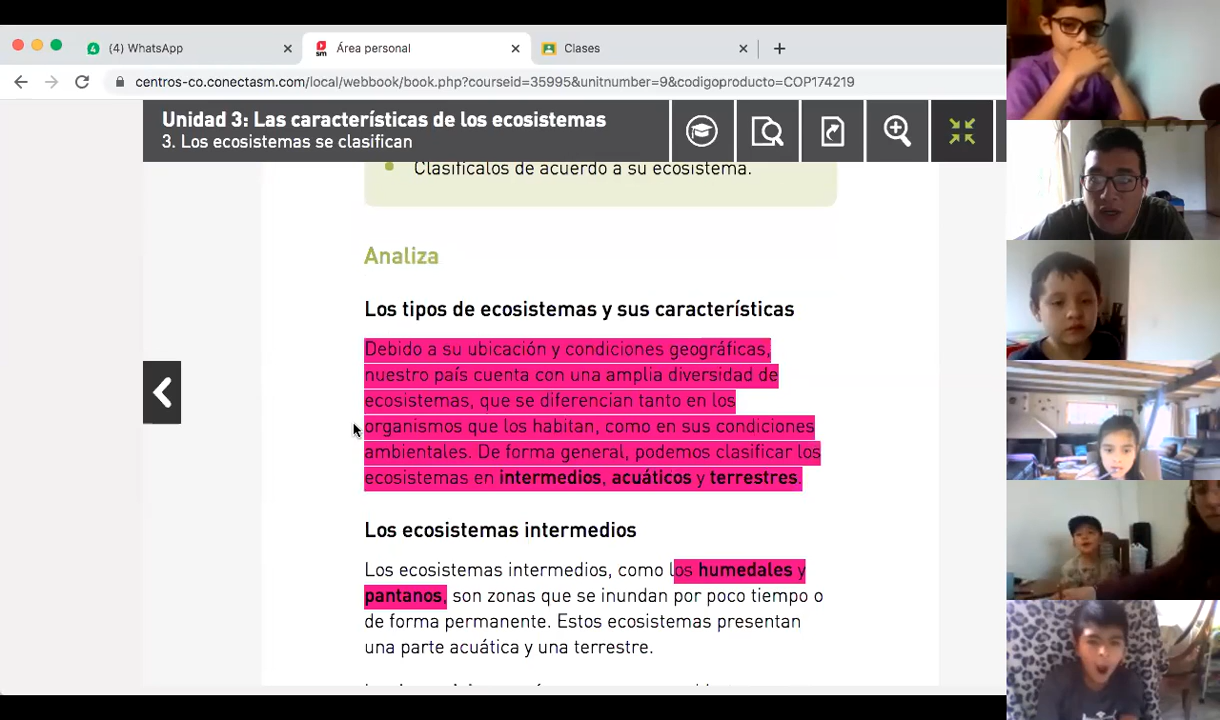 (4) WhatsApp
sm
Área personal
Clases
centros-co.conectasm.com/local/webbook/book.php?courseid=35995&unitnumber=9&codigoproducto=COP174219
Unidad 3: Las características de los ecosistemas
3. Los ecosistemas se clasifican
Clasifícalos de acuerdo a su ecosistema.
Analiza
Los tipos de ecosistemas y sus características
Debido a su ubicación y condiciones geográficas,
nuestro país cuenta con una amplia diversidad de
ecosistemas, que se diferencian tanto en los
organismos que los habitan, como en sus condiciones
ambientales. De forma general, podemos clasificar los
ecosistemas en intermedios, acuáticos y terrestres.
Los ecosistemas intermedios
Los ecosistemas intermedios, como los humedales y
pantanos, son zonas que se inundan por poco tiempo o
de forma permanente. Estos ecosistemas presentan
una parte acuática y una terrestre.